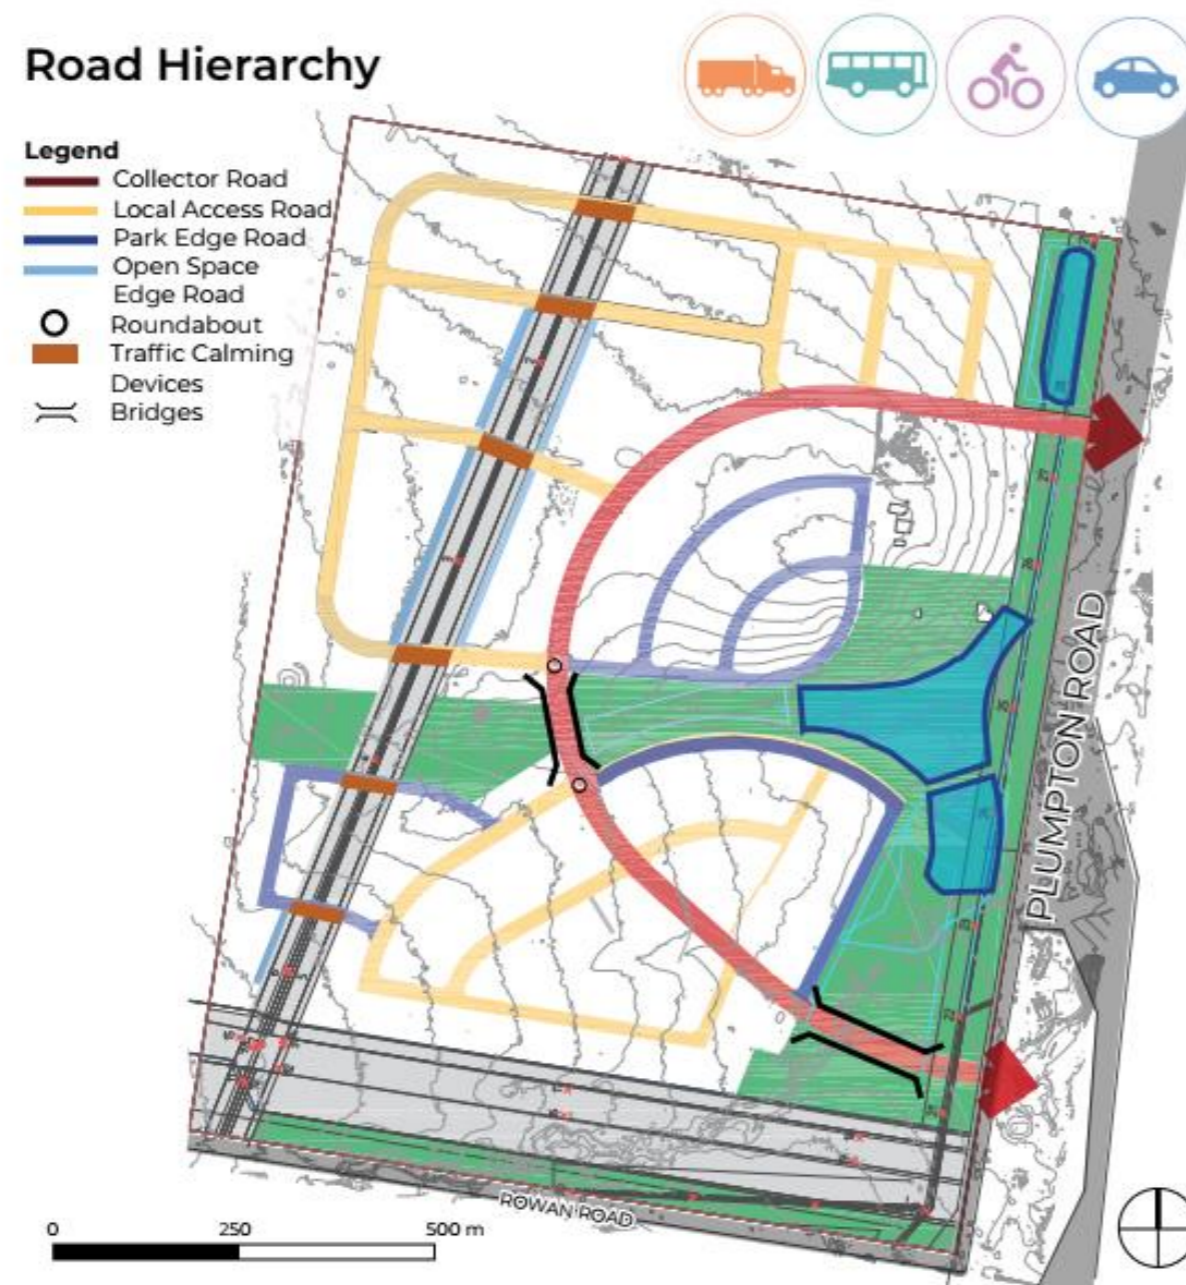 Road Hierarchy
Legend
Collector Road
Local Access Road
Park Edge Road
Open Space
Edge Road
Roundabout
Traffic Calming
Devices
Bridges
PLUMPTON ROAD
ROWAN ROAD
0 250 500 m